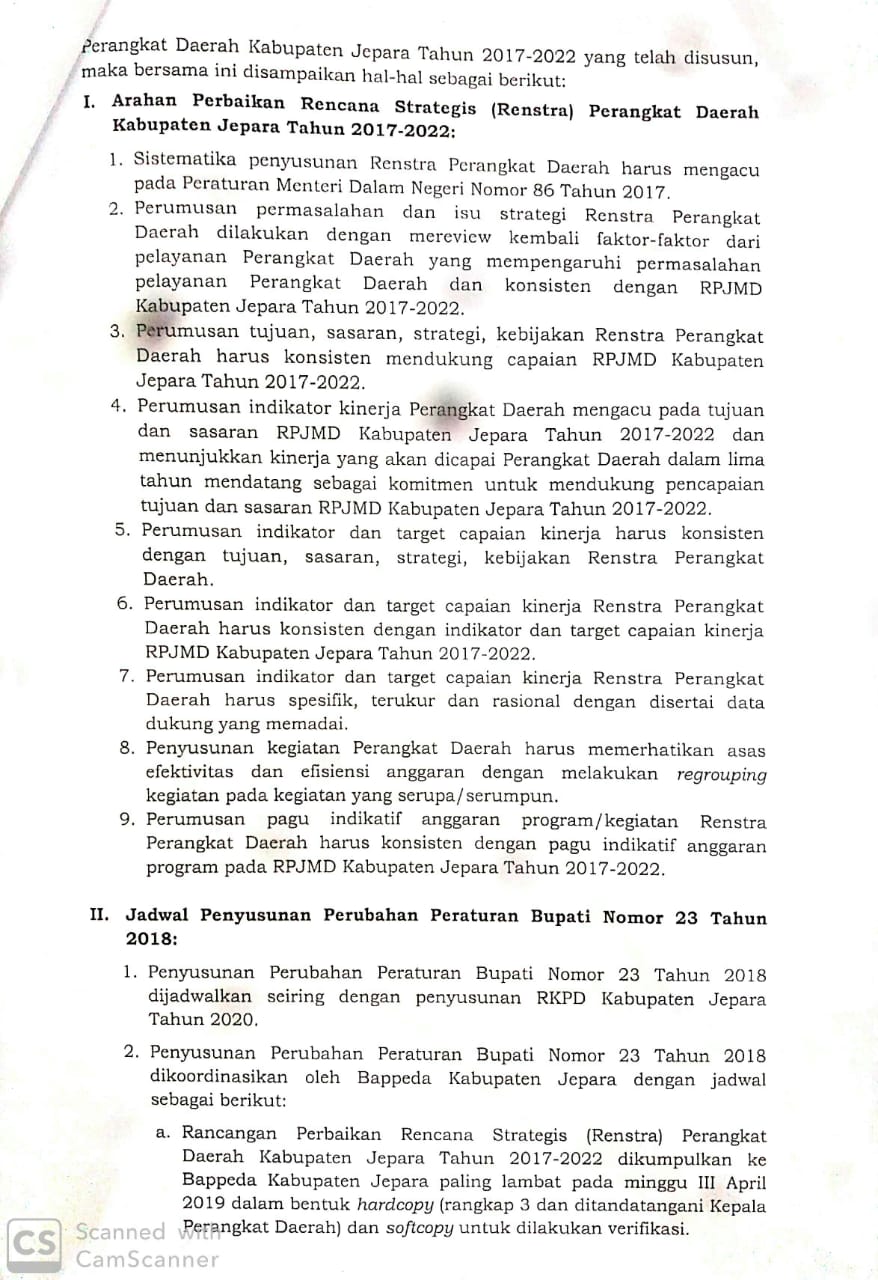 Perangkat Daerah Kabupaten Jepara Tahun 2017-2022 yang telah disusun,
maka bersama ini disampaikan hal-hal sebagai berikut:
I. Arahan Perbaikan Rencana Strategis (Renstra) Perangkat Daerah
Kabupaten Jepara Tahun 2017-2022:
1. Sistematika penyusunan Renstra Perangkat Daerah harus mengacu
pada Peraturan Menteri Dalam Negeri Nomor 86 Tahun 2017.
2. Perumusan permasalahan dan isu strategi Renstra Perangkat
Daerah dilakukan dengan mereview kembali faktor-faktor dari
pelayanan Perangkat Daerah yang mempengaruhi permasalahan
pelayanan Perangkat Daerah dan konsisten dengan RPJMD
Kabupaten Jepara Tahun 2017-2022.
3. Perumusan tujuan, sasaran, strategi, kebijakan Renstra Perangkat
Daerah harus konsisten mendukung capaian RPJMD Kabupaten
Jepara Tahun 2017-2022.
4. Perumusan indikator kinerja Perangkat Daerah mengacu pada tujuan
dan sasaran RPJMD Kabupaten Jepara Tahun 2017-2022 dan
menunjukkan kinerja yang akan dicapai Perangkat Daerah dalam lima
tahun mendatang sebagai komitmen untuk mendukung pencapaian
tujuan dan sasaran RPJMD Kabupaten Jepara Tahun 2017-2022.
5. Perumusan indikator dan target capaian kinerja harus konsisten
dengan tujuan, sasaran, strategi, kebijakan Renstra Perangkat
Daerah.
6. Perumusan indikator dan target capaian kinerja Renstra Perangkat
Daerah harus konsisten dengan indikator dan target capaian kinerja
RPJMD Kabupaten Jepara Tahun 2017-2022.
7. Perumusan indikator dan target capaian kinerja Renstra Perangkat
Daerah harus spesifik, terukur dan rasional dengan disertai data
dukung yang memadai.
8. Penyusunan kegiatan Perangkat Daerah harus memerhatikan asas
efektivitas dan efisiensi anggaran dengan melakukan regrouping
kegiatan pada kegiatan yang serupa/serumpun.
9. Perumusan pagu indikatif anggaran program/kegiatan Renstra
Perangkat Daerah harus konsisten dengan pagu indikatif anggaran
program pada RPJMD Kabupaten Jepara Tahun 2017-2022.
II. Jadwal Penyusunan Perubahan Peraturan Bupati Nomor 23 Tahun
2018:
1. Penyusunan Perubahan Peraturan Bupati Nomor 23 Tahun 2018
dijadwalkan seiring dengan penyusunan RKPD Kabupaten Jepara
Tahun 2020.
2. Penyusunan Perubahan Peraturan Bupati Nomor 23 Tahun 2018
dikoordinasikan oleh Bappeda Kabupaten Jepara dengan jadwal
sebagai berikut:
a. Rancangan Perbaikan Rencana Strategis (Renstra) Perangkat
Daerah Kabupaten Jepara Tahun 2017-2022 dikumpulkan ke
Bappeda Kabupaten Jepara paling lambat pada minggu III April
2019 dalam bentuk hardcopy (rangkap 3 dan ditandatangani Kepala
Perangkat Daerah) dan softcopy untuk dilakukan verifikasi.
CS Scanned with
CamScanner